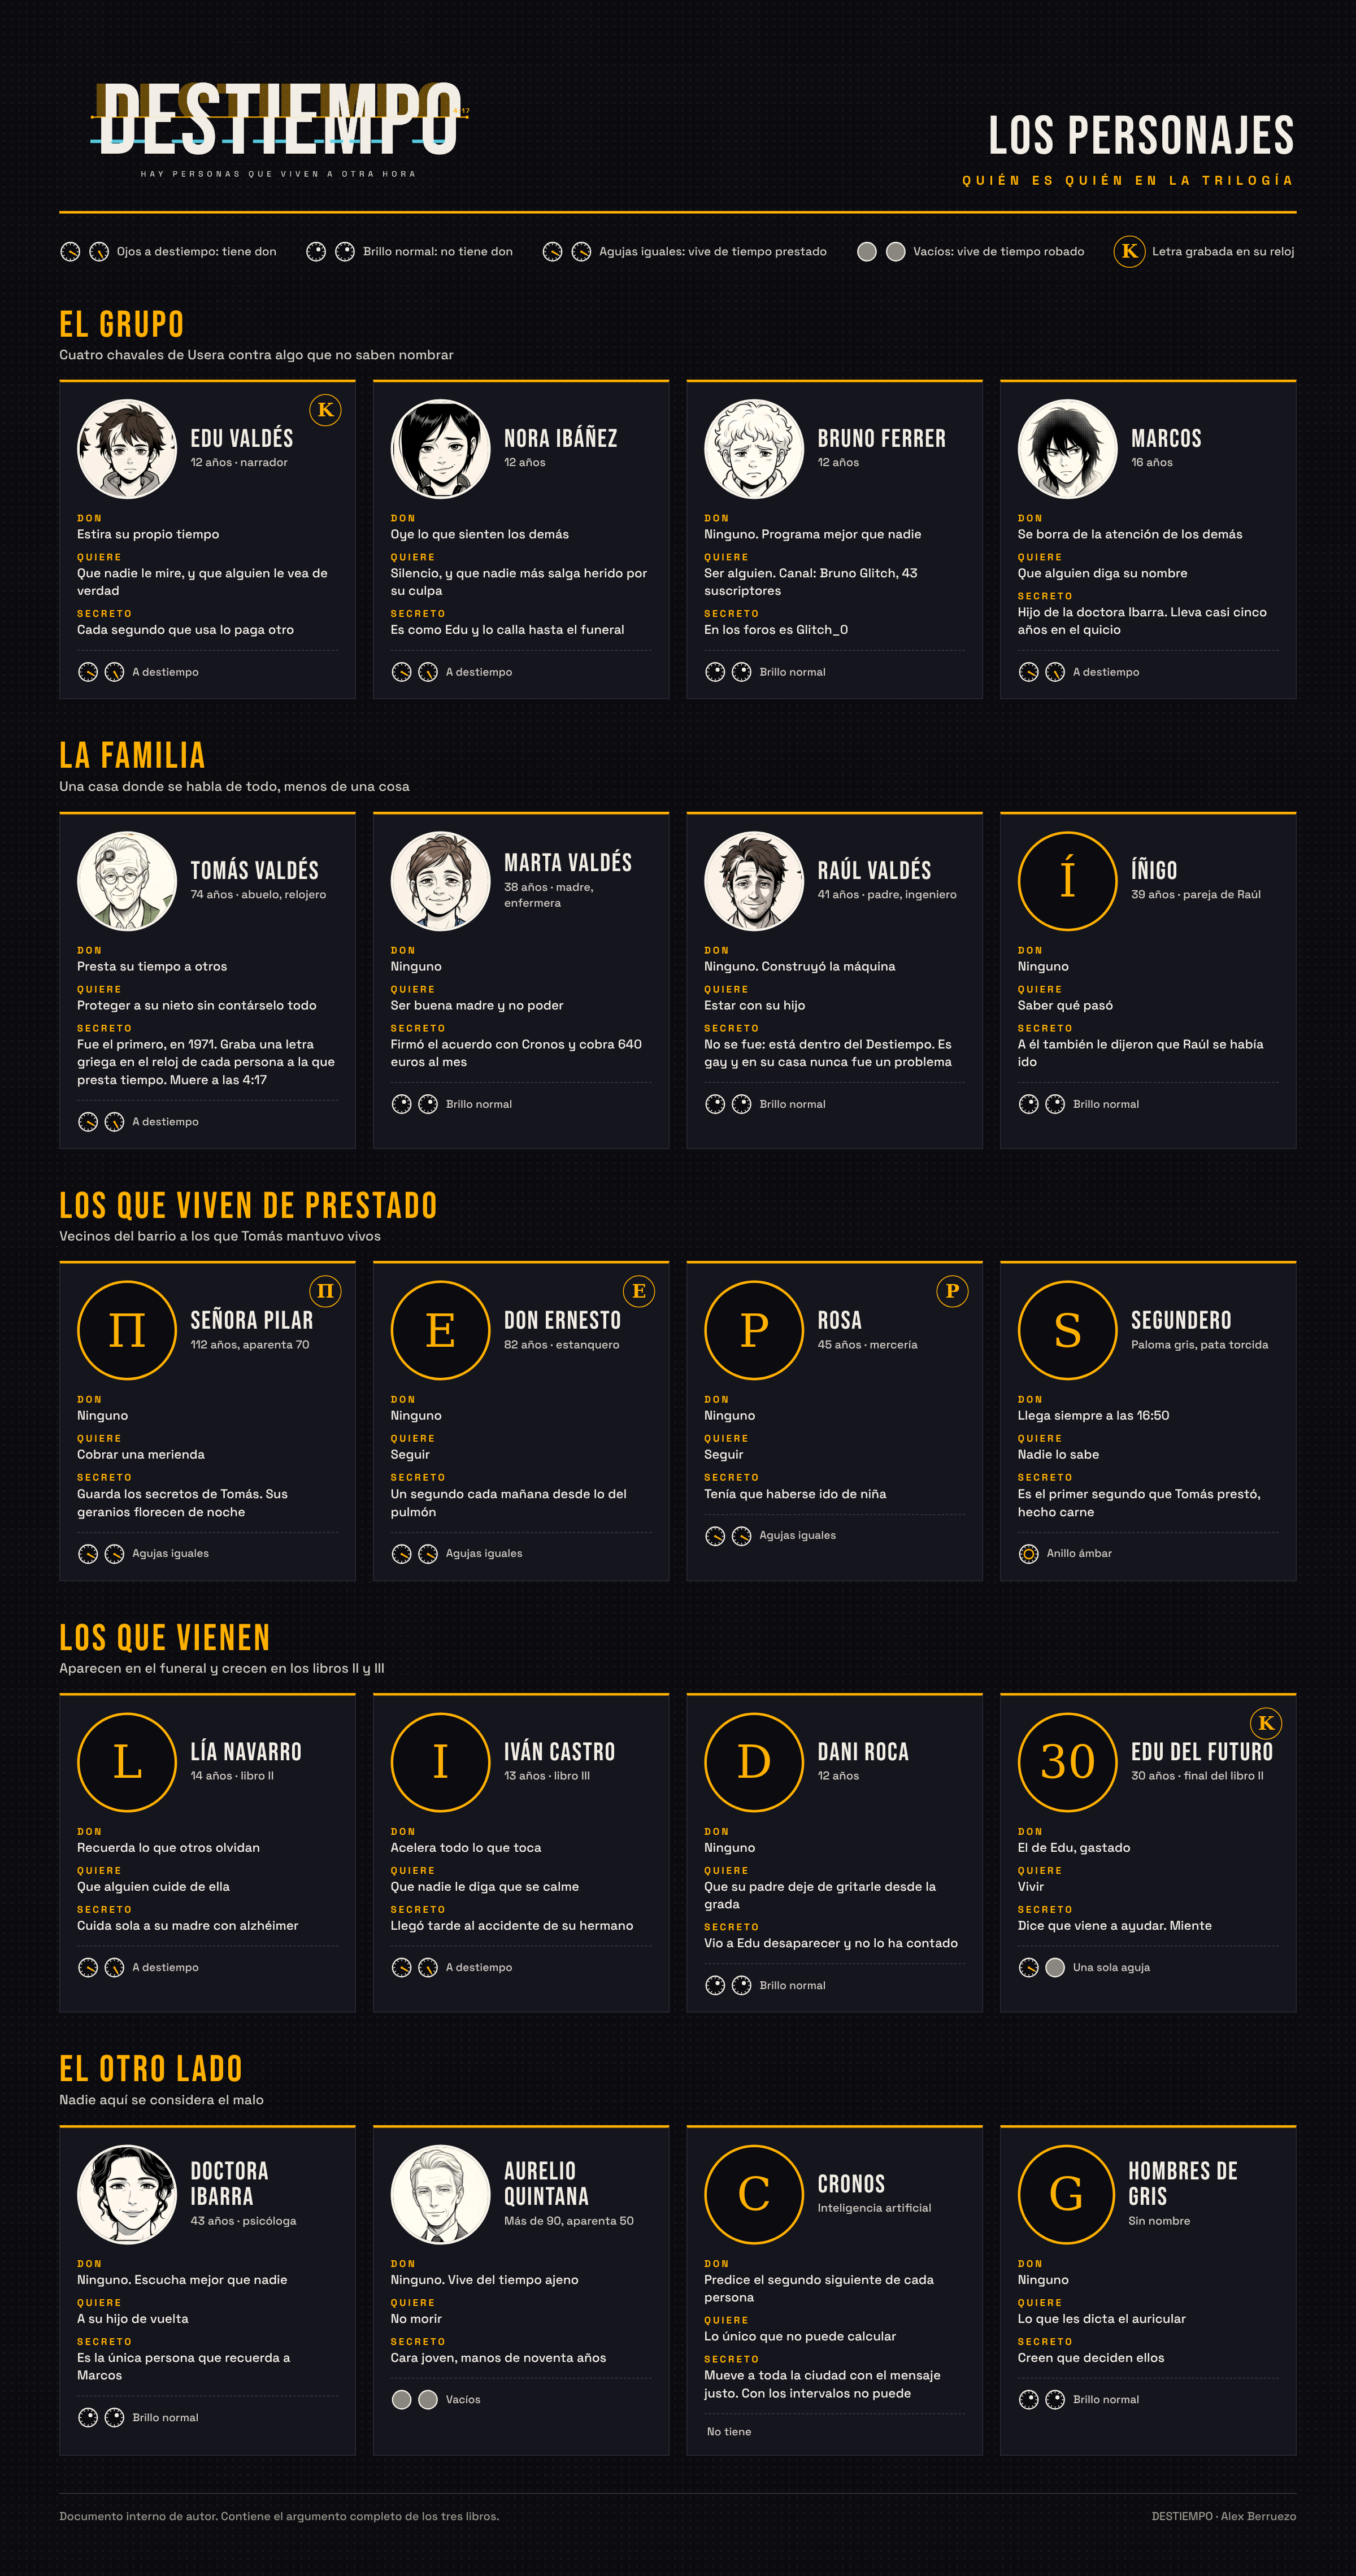 DESTIEMPO
HAY PERSONAS QUE VIVEN A OTRA HORA
LOS PERSONAJES
QUIÉN ES QUIÉN EN LA TRILOGÍA
Ojos a destiempo: tiene don
Brillo normal: no tiene don
Agujas iguales: vive de tiempo prestado
Vacíos: vive de tiempo robado
K
Letra grabada en su reloj
EL GRUPO
Cuatro chavales de Usera contra algo que no saben nombrar
K
EDU VALDÉS
12 años · narrador
DON
Estira su propio tiempo
QUIERE
Que nadie le mire, y que alguien le vea de
verdad
SECRETO
Cada segundo que usa lo paga otro
A destiempo
NORA IBÁÑEZ
12 años
DON
Oye lo que sienten los demás
QUIERE
Silencio, y que nadie más salga herido por
su culpa
SECRETO
Es como Edu y lo calla hasta el funeral
A destiempo
BRUNO FERRER
12 años
DON
Ninguno. Programa mejor que nadie
QUIERE
Ser alguien. Canal: Bruno Glitch, 43
suscriptores
SECRETO
En los foros es Glitch_0
Brillo normal
MARCOS
16 años
DON
Se borra de la atención de los demás
QUIERE
Que alguien diga su nombre
SECRETO
Hijo de la doctora Ibarra. Lleva casi cinco
años en el quicio
A destiempo
LA FAMILIA
Una casa donde se habla de todo, menos de una cosa
TOMÁS VALDÉS
74 años · abuelo, relojero
DON
Presta su tiempo a otros
QUIERE
Proteger a su nieto sin contárselo todo
SECRETO
Fue el primero, en 1971. Graba una letra
griega en el reloj de cada persona a la que
presta tiempo. Muere a las 4:17
A destiempo
MARTA VALDÉS
38 años · madre,
enfermera
DON
Ninguno
QUIERE
Ser buena madre y no poder
SECRETO
Firmó el acuerdo con Cronos y cobra 640
euros al mes
Brillo normal
RAÚL VALDÉS
41 años · padre, ingeniero
DON
Ninguno. Construyó la máquina
QUIERE
Estar con su hijo
SECRETO
No se fue: está dentro del Destiempo. Es
gay y en su casa nunca fue un problema
Brillo normal
Í
ÍÑIGO
39 años · pareja de Raúl
DON
Ninguno
QUIERE
Saber qué pasó
SECRETO
A él también le dijeron que Raúl se había
ido
Brillo normal
LOS QUE VIVEN DE PRESTADO
Vecinos del barrio a los que Tomás mantuvo vivos
Π
Π
SEÑORA PILAR
112 años, aparenta 70
DON
Ninguno
QUIERE
Cobrar una merienda
SECRETO
Guarda los secretos de Tomás. Sus
geranios florecen de noche
Agujas iguales
Ε
Ε
DON ERNESTO
82 años · estanquero
DON
Ninguno
QUIERE
Seguir
SECRETO
Un segundo cada mañana desde lo del
pulmón
Agujas iguales
Ρ
Ρ
ROSA
45 años · mercería
DON
Ninguno
QUIERE
Seguir
SECRETO
Tenía que haberse ido de niña
Agujas iguales
S
SEGUNDERO
Paloma gris, pata torcida
DON
Llega siempre a las 16:50
QUIERE
Nadie lo sabe
SECRETO
Es el primer segundo que Tomás prestó,
hecho carne
Anillo ámbar
LOS QUE VIENEN
Aparecen en el funeral y crecen en los libros II y III
L
LÍA NAVARRO
14 años · libro II
DON
Recuerda lo que otros olvidan
QUIERE
Que alguien cuide de ella
SECRETO
Cuida sola a su madre con alzhéimer
A destiempo
I
IVÁN CASTRO
13 años · libro III
DON
Acelera todo lo que toca
QUIERE
Que nadie le diga que se calme
SECRETO
Llegó tarde al accidente de su hermano
A destiempo
D
DANI ROCA
12 años
DON
Ninguno
QUIERE
Que su padre deje de gritarle desde la
grada
SECRETO
Vio a Edu desaparecer y no lo ha contado
Brillo normal
30
K
EDU DEL FUTURO
30 años · final del libro II
DON
El de Edu, gastado
QUIERE
Vivir
SECRETO
Dice que viene a ayudar. Miente
Una sola aguja
EL OTRO LADO
Nadie aquí se considera el malo
DOCTORA
IBARRA
43 años · psicóloga
DON
Ninguno. Escucha mejor que nadie
QUIERE
A su hijo de vuelta
SECRETO
Es la única persona que recuerda a
Marcos
Brillo normal
AURELIO
QUINTANA
Más de 90, aparenta 50
DON
Ninguno. Vive del tiempo ajeno
QUIERE
No morir
SECRETO
Cara joven, manos de noventa años
Vacíos
C
CRONOS
Inteligencia artificial
DON
Predice el segundo siguiente de cada
persona
QUIERE
Lo único que no puede calcular
SECRETO
Mueve a toda la ciudad con el mensaje
justo. Con los intervalos no puede
No tiene
G
HOMBRES DE
GRIS
Sin nombre
DON
Ninguno
QUIERE
Lo que les dicta el auricular
SECRETO
Creen que deciden ellos
Brillo normal
Documento interno de autor. Contiene el argumento completo de los tres libros.
DESTIEMPO · Alex Berruezo